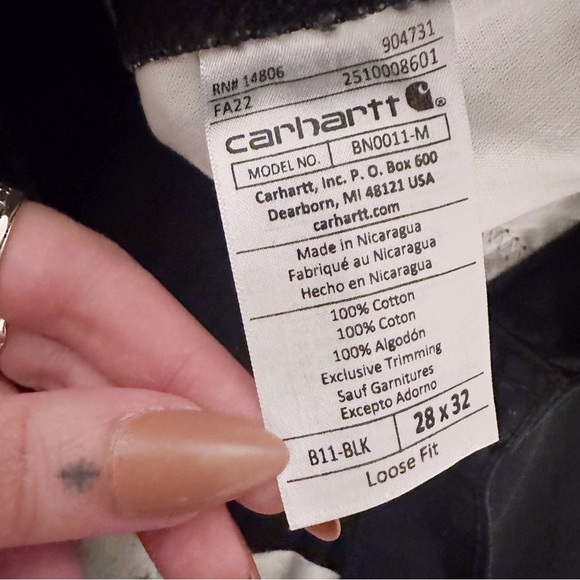 RN# 14806 904731
FA22 2510008601
carhartt ®
MODEL NO. BN0011-M
Carhartt, Inc. P. O. Box 600
Dearborn, MI 48121 USA
carhartt.com
Made in Nicaragua
Fabriqué au Nicaragua
Hecho en Nicaragua
100% Cotton
100% Coton
100% Algodón
Exclusive Trimming
Sauf Garnitures
Excepto Adorno
B11-BLK 28 x 32
Loose Fit